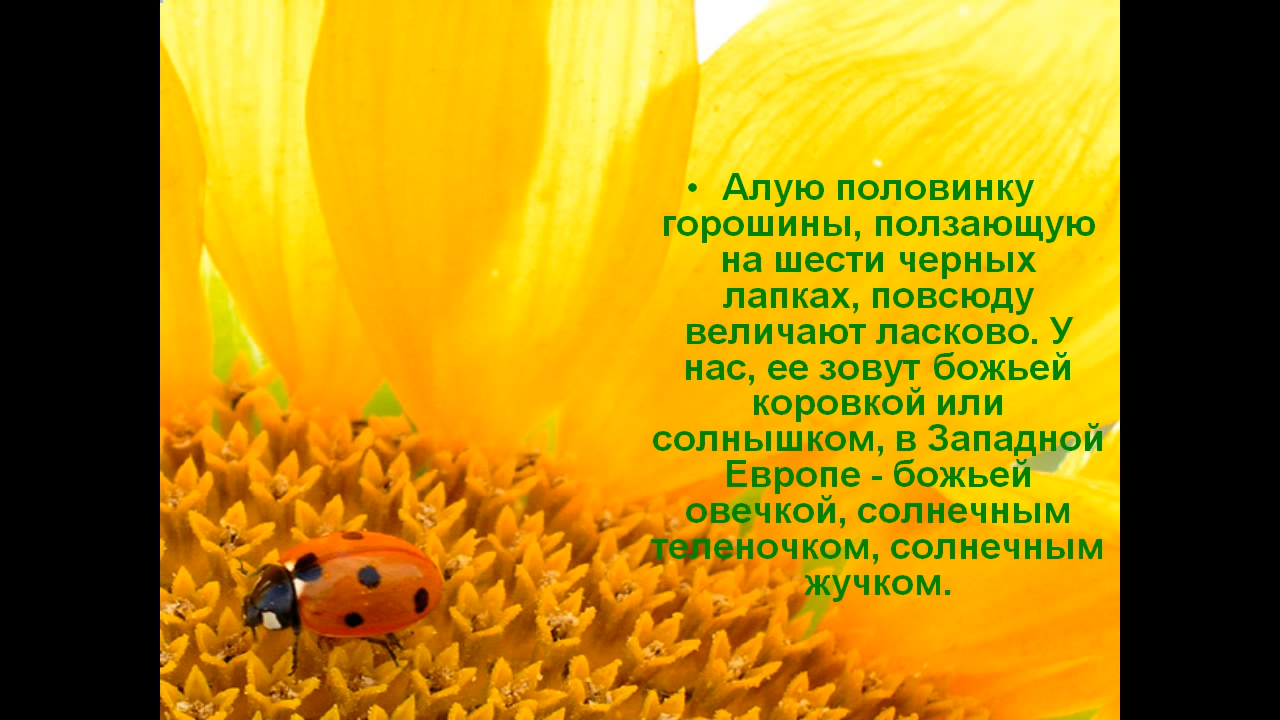 • Алую половинку
горошины, ползающую
на шести черных
лапках, повсюду
величают ласково. У
нас, ее зовут божьей
коровкой или
солнышком, в Западной
Европе - божьей
овечкой, солнечным
теленочком, солнечным
жучком.